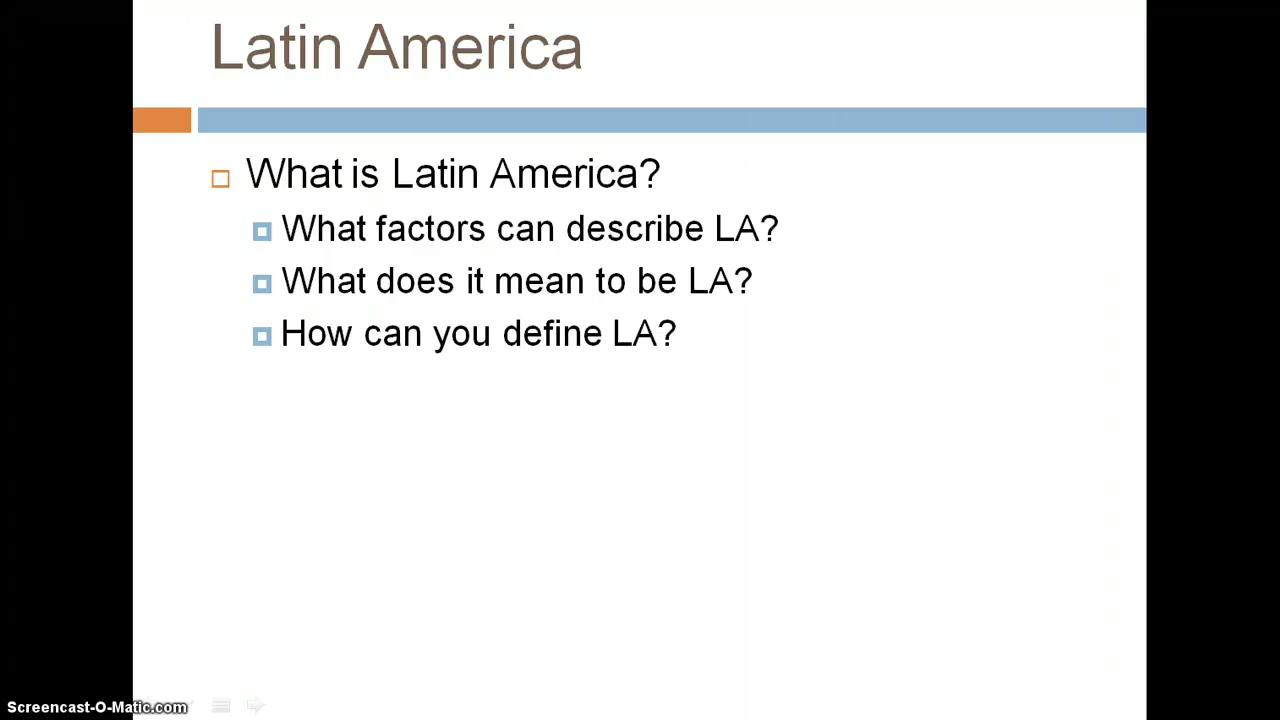 Latin America
What is Latin America?
What factors can describe LA?
What does it mean to be LA?
How can you define LA?
Screencast-O-Matic.com